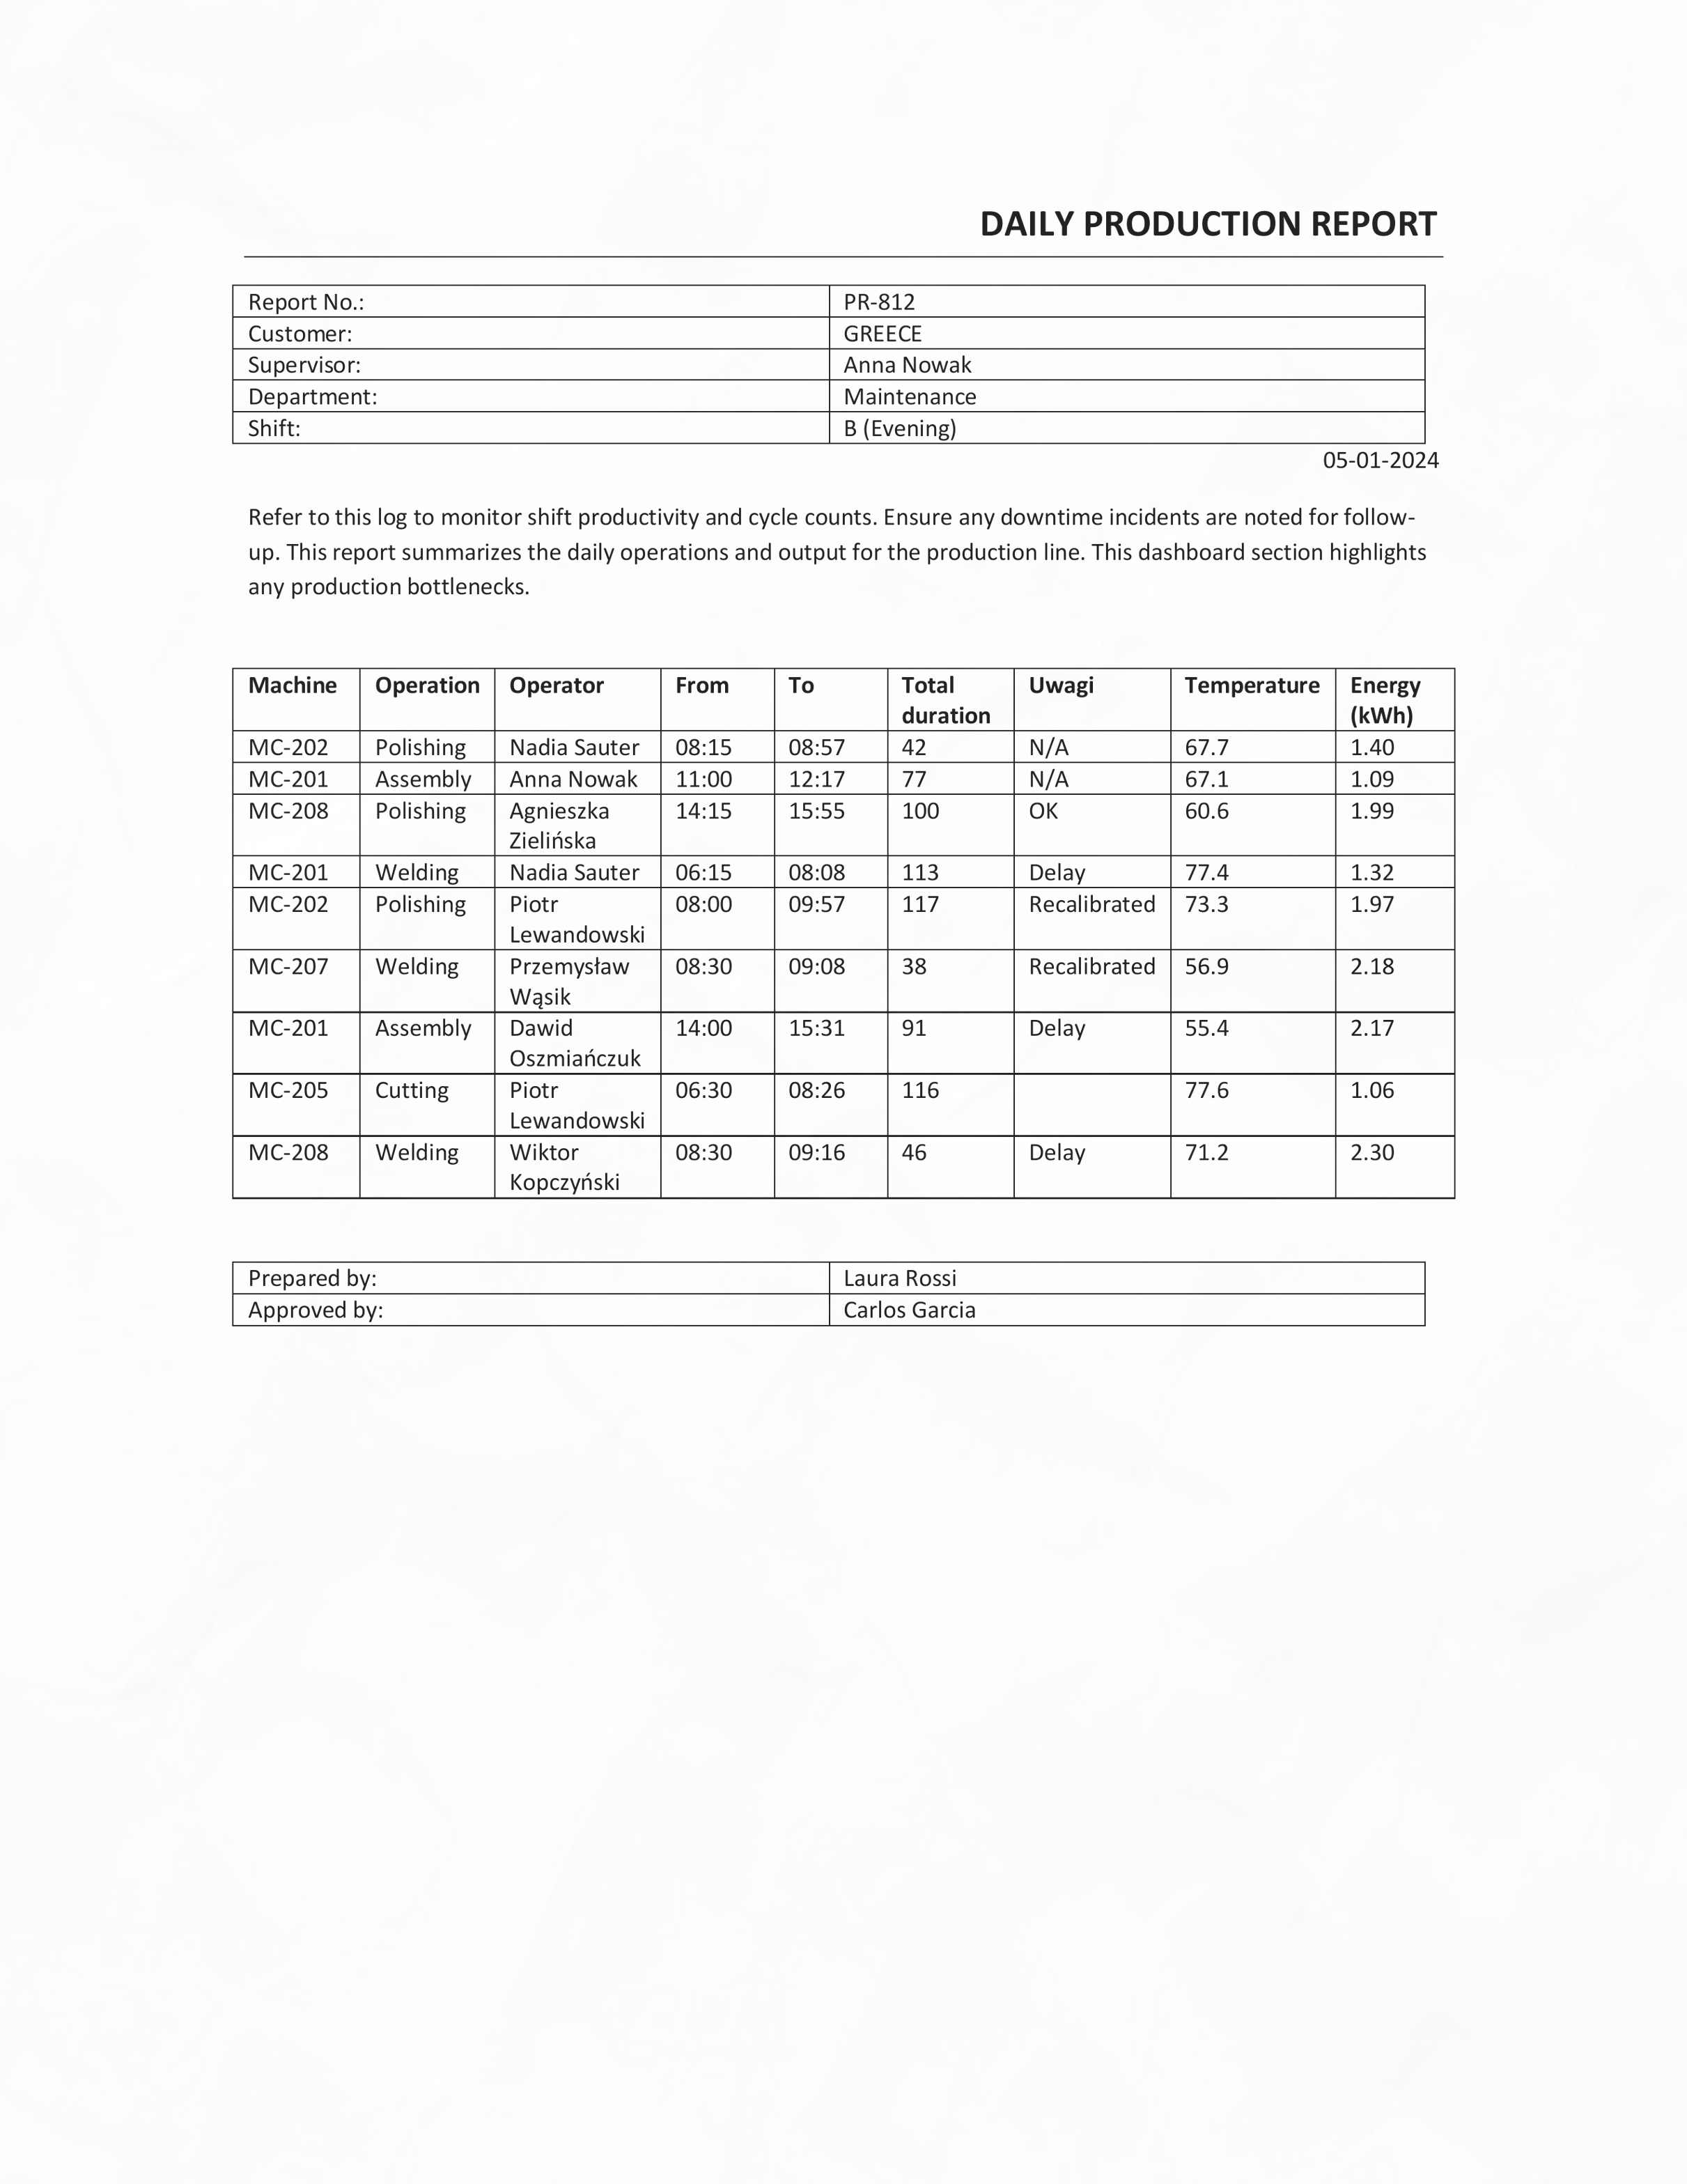 DAILY PRODUCTION REPORT
Report No.: PR-812
Customer: GREECE
Supervisor: Anna Nowak
Department: Maintenance
Shift: B (Evening)
05-01-2024
Refer to this log to monitor shift productivity and cycle counts. Ensure any downtime incidents are noted for follow-
up. This report summarizes the daily operations and output for the production line. This dashboard section highlights
any production bottlenecks.
Machine Operation Operator From To Total duration Uwagi Temperature Energy (kWh)
MC-202 Polishing Nadia Sauter 08:15 08:57 42 N/A 67.7 1.40
MC-201 Assembly Anna Nowak 11:00 12:17 77 N/A 67.1 1.09
MC-208 Polishing Agnieszka Zielińska 14:15 15:55 100 OK 60.6 1.99
MC-201 Welding Nadia Sauter 06:15 08:08 113 Delay 77.4 1.32
MC-202 Polishing Piotr Lewandowski 08:00 09:57 117 Recalibrated 73.3 1.97
MC-207 Welding Przemysław Wąsik 08:30 09:08 38 Recalibrated 56.9 2.18
MC-201 Assembly Dawid Oszmiańczuk 14:00 15:31 91 Delay 55.4 2.17
MC-205 Cutting Piotr Lewandowski 06:30 08:26 116 77.6 1.06
MC-208 Welding Wiktor Kopczyński 08:30 09:16 46 Delay 71.2 2.30
Prepared by: Laura Rossi
Approved by: Carlos Garcia